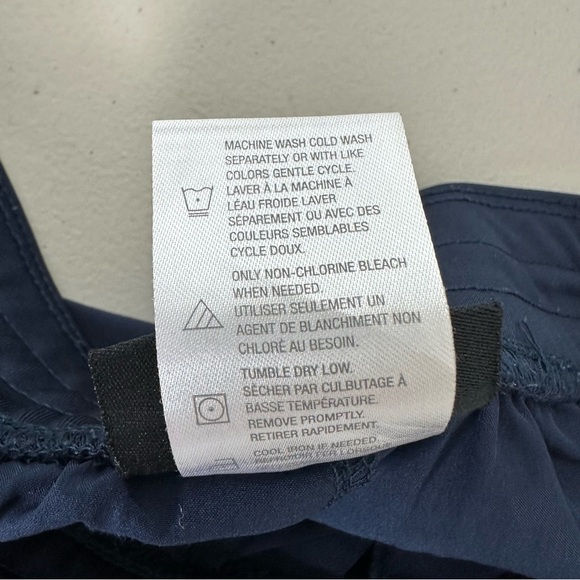 MACHINE WASH COLD WASH
SEPARATELY OR WITH LIKE
COLORS GENTLE CYCLE.
LAVER À LA MACHINE À
LÉAU FROIDE LAVER
SÉPAREMENT OU AVEC DES
COULEURS SEMBLABLES
CYCLE DOUX.
ONLY NON-CHLORINE BLEACH
WHEN NEEDED.
UTILISER SEULEMENT UN
AGENT DE BLANCHIMENT NON
CHLORÉ AU BESOIN.
TUMBLE DRY LOW.
SÉCHER PAR CULBUTAGE À
BASSE TEMPÉRATURE.
REMOVE PROMPTLY.
RETIRER RAPIDEMENT.
COOL IRON IF NEEDED.